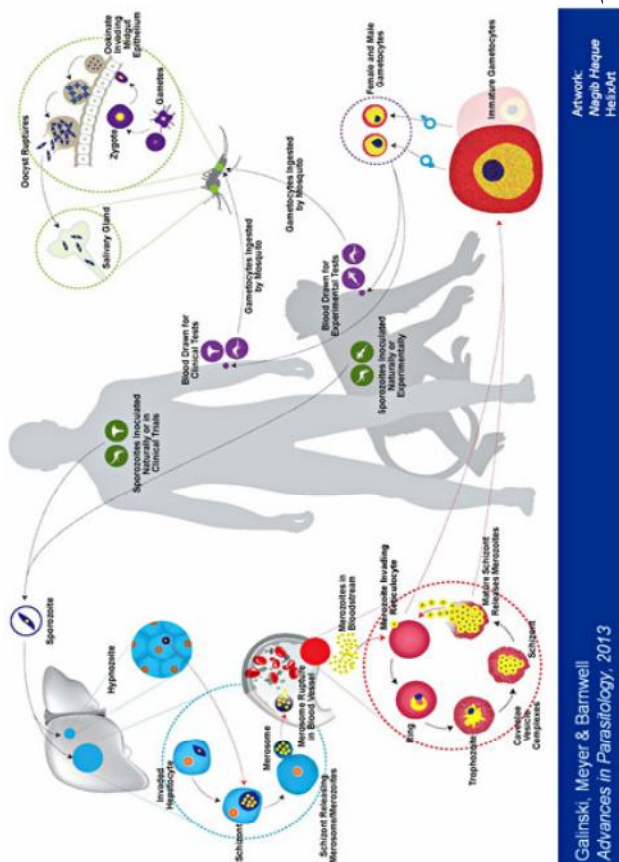 Oocyst Ruptures
Ookinate
Invading
Midgut
Epithelium
Zygote
Gametes
Salivary Gland
Gametocytes Ingested
by Mosquito
Gametocytes Ingested
by Mosquito
Female and Male
Gametocytes
Immature Gametocytes
Blood Drawn for
Clinical Tests
Blood Drawn for
Experimental Tests
Sporozoites Inoculated
Naturally or in
Clinical Trials
Sporozoites Inoculated
Naturally or
Experimentally
Sporozoite
Hypnozoite
Invaded
Hepatocyte
Schizont
Merosome
Merosome Rupture
in Blood Vessel
Schizont Releasing
Merosome/Merozoites
Merozoites in
Bloodstream
Merozoite Invading
Reticulocyte
Ring
Trophozoite
Caveolae
Vesicle
Complexes
Schizont
Mature Schizont
Releases Merozoites
Galinski, Meyer & Barnwell
Advances in Parasitology, 2013
Artwork:
Nagib Haque
HelixArt